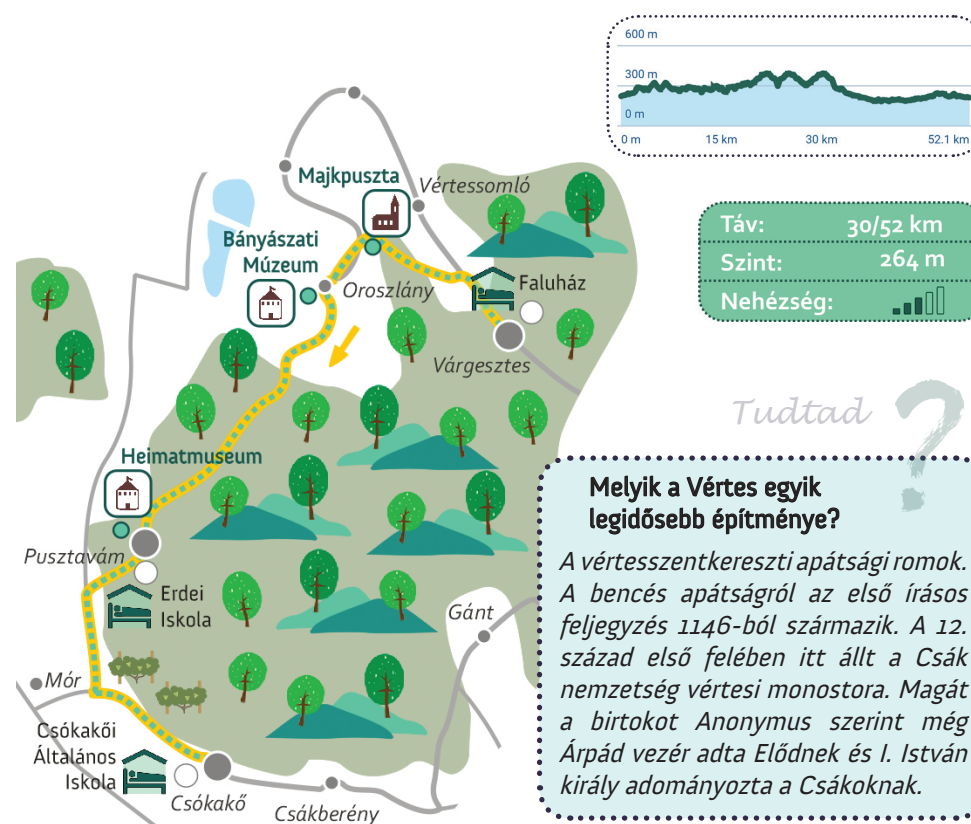 600 m
300 m
0 m
0 m 15 km 30 km 52.1 km
Majkpuszta
Vértessomló
Bányászati
Múzeum
Oroszlány
Faluház
Várgesztes
Táv: 30/52 km
Szint: 264 m
Nehézség:
Tudtad ?
Heimatmuseum
Pusztavám
Erdei
Iskola
Gánt
Mór
Csókakői
Általános
Iskola
Csókakő
Csákberény
Melyik a Vértes egyik
legidősebb építménye?
A vértesszentkereszti apátsági romok.
A bencés apátságról az első írásos
feljegyzés 1146-ból származik. A 12.
század első felében itt állt a Csák
nemzetség vértesi monostora. Magát
a birtokot Anonymus szerint még
Árpád vezér adta Elődnek és I. István
király adományozta a Csákoknak.